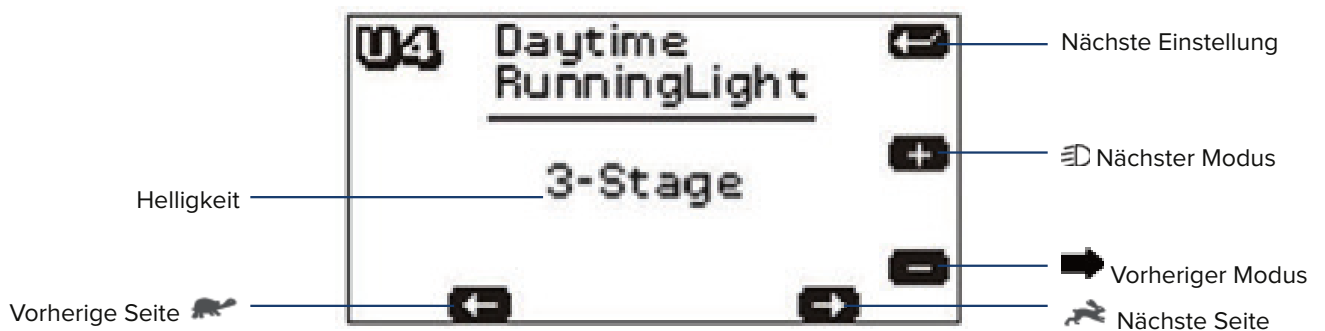 U4
Daytime
RunningLight
Nächste Einstellung
+
Nächster Modus
3-Stage
Helligkeit
-
Vorheriger Modus
Vorherige Seite
Nächste Seite